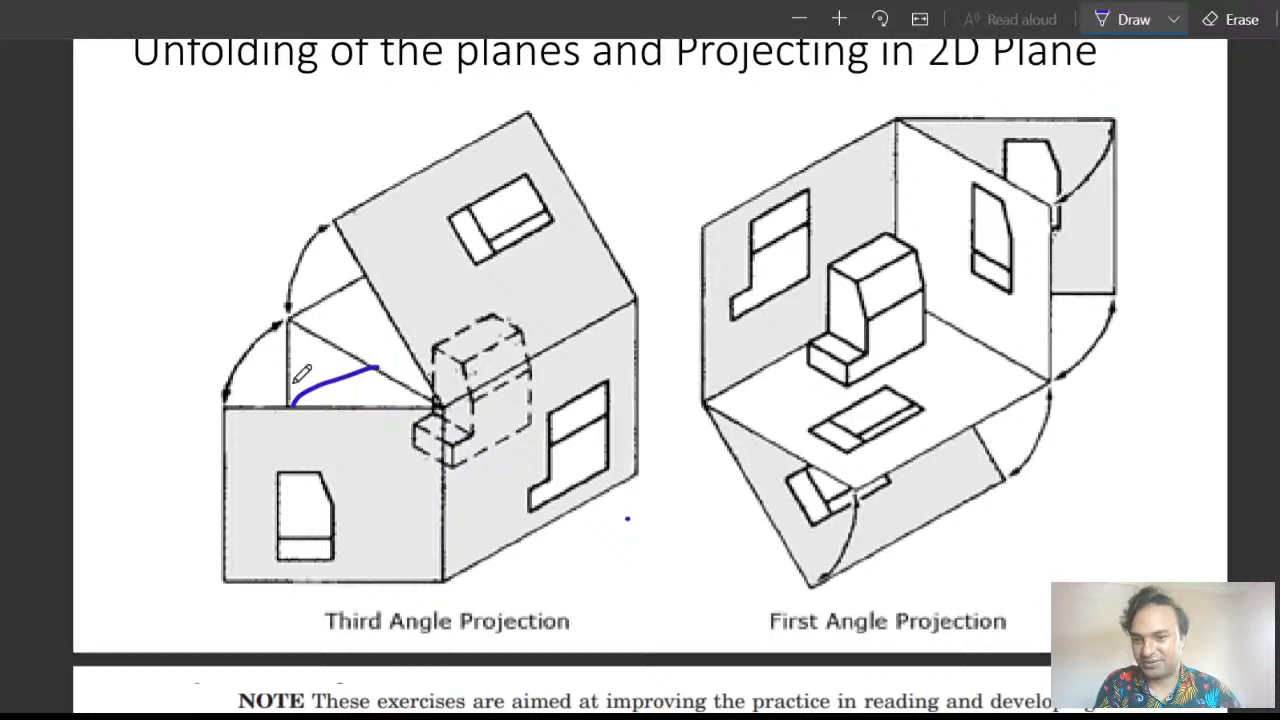 Read aloud
Draw
Erase
Unfolding of the planes and Projecting in 2D Plane
Third Angle Projection
First Angle Projection
NOTE These exercises are aimed at improving the practice in reading and